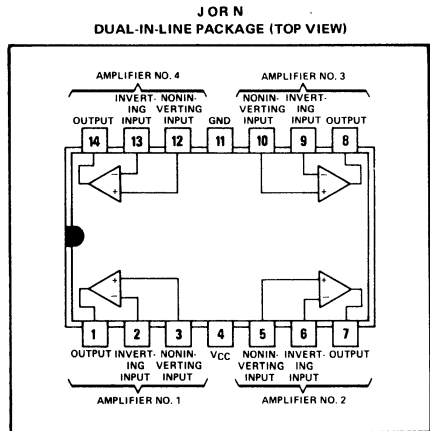 J OR N
DUAL-IN-LINE PACKAGE (TOP VIEW)
AMPLIFIER NO. 4 AMPLIFIER NO. 3
INVERT- NONIN- NONIN- INVERT-
ING VERTING VERTING ING
OUTPUT INPUT INPUT GND INPUT INPUT OUTPUT
14 13 12 11 10 9 8
− − 
+ +
+ +
− −
1 2 3 4 5 6 7
OUTPUT INVERT- NONIN- VCC NONIN- INVERT- OUTPUT
ING VERTING VERTING ING
INPUT INPUT INPUT INPUT
AMPLIFIER NO. 1 AMPLIFIER NO. 2